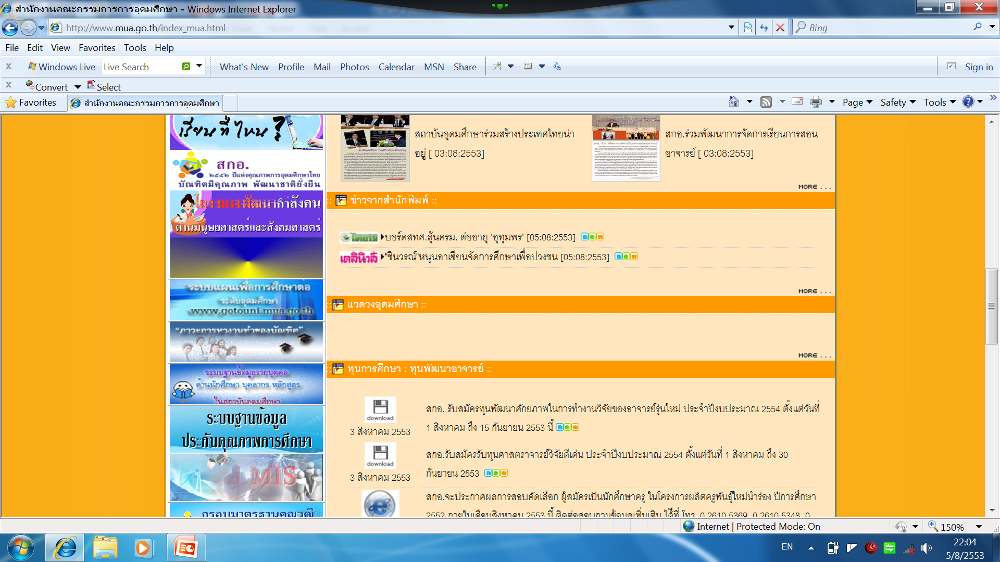 สำนักงานคณะกรรมการการอุดมศึกษา - Windows Internet Explorer
http://www.mua.go.th/index_mua.html
Bing
File Edit View Favorites Tools Help
x Windows Live Live Search What's New Profile Mail Photos Calendar MSN Share Sign in
x Convert Select
Favorites สำนักงานคณะกรรมการการอุดมศึกษา Page Safety Tools
เรียนที่ไหน?
สกอ.
๒๕๕๒ ปีแห่งคุณภาพการอุดมศึกษาไทย
บัณฑิตมีคุณภาพ พัฒนาชาติยั่งยืน
โครงการพัฒนากำลังคน
ด้านมนุษยศาสตร์และสังคมศาสตร์
ระบบแผนเพื่อการศึกษาต่อ
ระดับอุดมศึกษา
www.gotouni.mua.go.th
"ภาวะการหางานทำของบัณฑิต"
ระบบฐานข้อมูลรายบุคคล
ด้านนักศึกษา บุคลากร หลักสูตร
ในสถาบันอุดมศึกษา
ระบบฐานข้อมูล
ประกันคุณภาพการศึกษา
i MIS
กรอบมาตรฐานคุณวุฒิ
สถาบันอุดมศึกษาร่วมสร้างประเทศไทยน่า
อยู่ [ 03:08:2553]
สกอ.ร่วมพัฒนาการจัดการเรียนการสอน
อาจารย์ [ 03:08:2553]
MORE . . .
:: ข่าวจากสำนักพิมพ์ ::
ไทยรัฐ บอร์ดสทศ.ลุ้นครม. ต่ออายุ 'อุทุมพร' [05:08:2553] new
เดลินิวส์ "ชินวรณ์"หนุนอาเซียนจัดการศึกษาเพื่อปวงชน [05:08:2553] new
MORE . . .
:: แวดวงอุดมศึกษา ::
MORE . . .
:: ทุนการศึกษา : ทุนพัฒนาอาจารย์ ::
download
3 สิงหาคม 2553
สกอ. รับสมัครทุนพัฒนาศักยภาพในการทำงานวิจัยของอาจารย์รุ่นใหม่ ประจำปีงบประมาณ 2554 ตั้งแต่วันที่
1 สิงหาคม ถึง 15 กันยายน 2553 นี้ new
download
3 สิงหาคม 2553
สกอ.รับสมัครรับทุนศาสตราจารย์วิจัยดีเด่น ประจำปีงบประมาณ 2554 ตั้งแต่วันที่ 1 สิงหาคม ถึง 30
กันยายน 2553 new
สกอ.จะประกาศผลการสอบคัดเลือก ผู้สมัครเป็นนักศึกษาครู ในโครงการผลิตครูพันธุ์ใหม่นำร่อง ปีการศึกษา
2552 ภายในเดือนสิงหาคม 2553 นี้ ติดต่อสอบถามข้อมูลเพิ่มเติม ได้ที่ โทร. 0 2610 5369, 0 2610 5348, 0
Internet | Protected Mode: On
150%
EN
22:04
5/8/2553